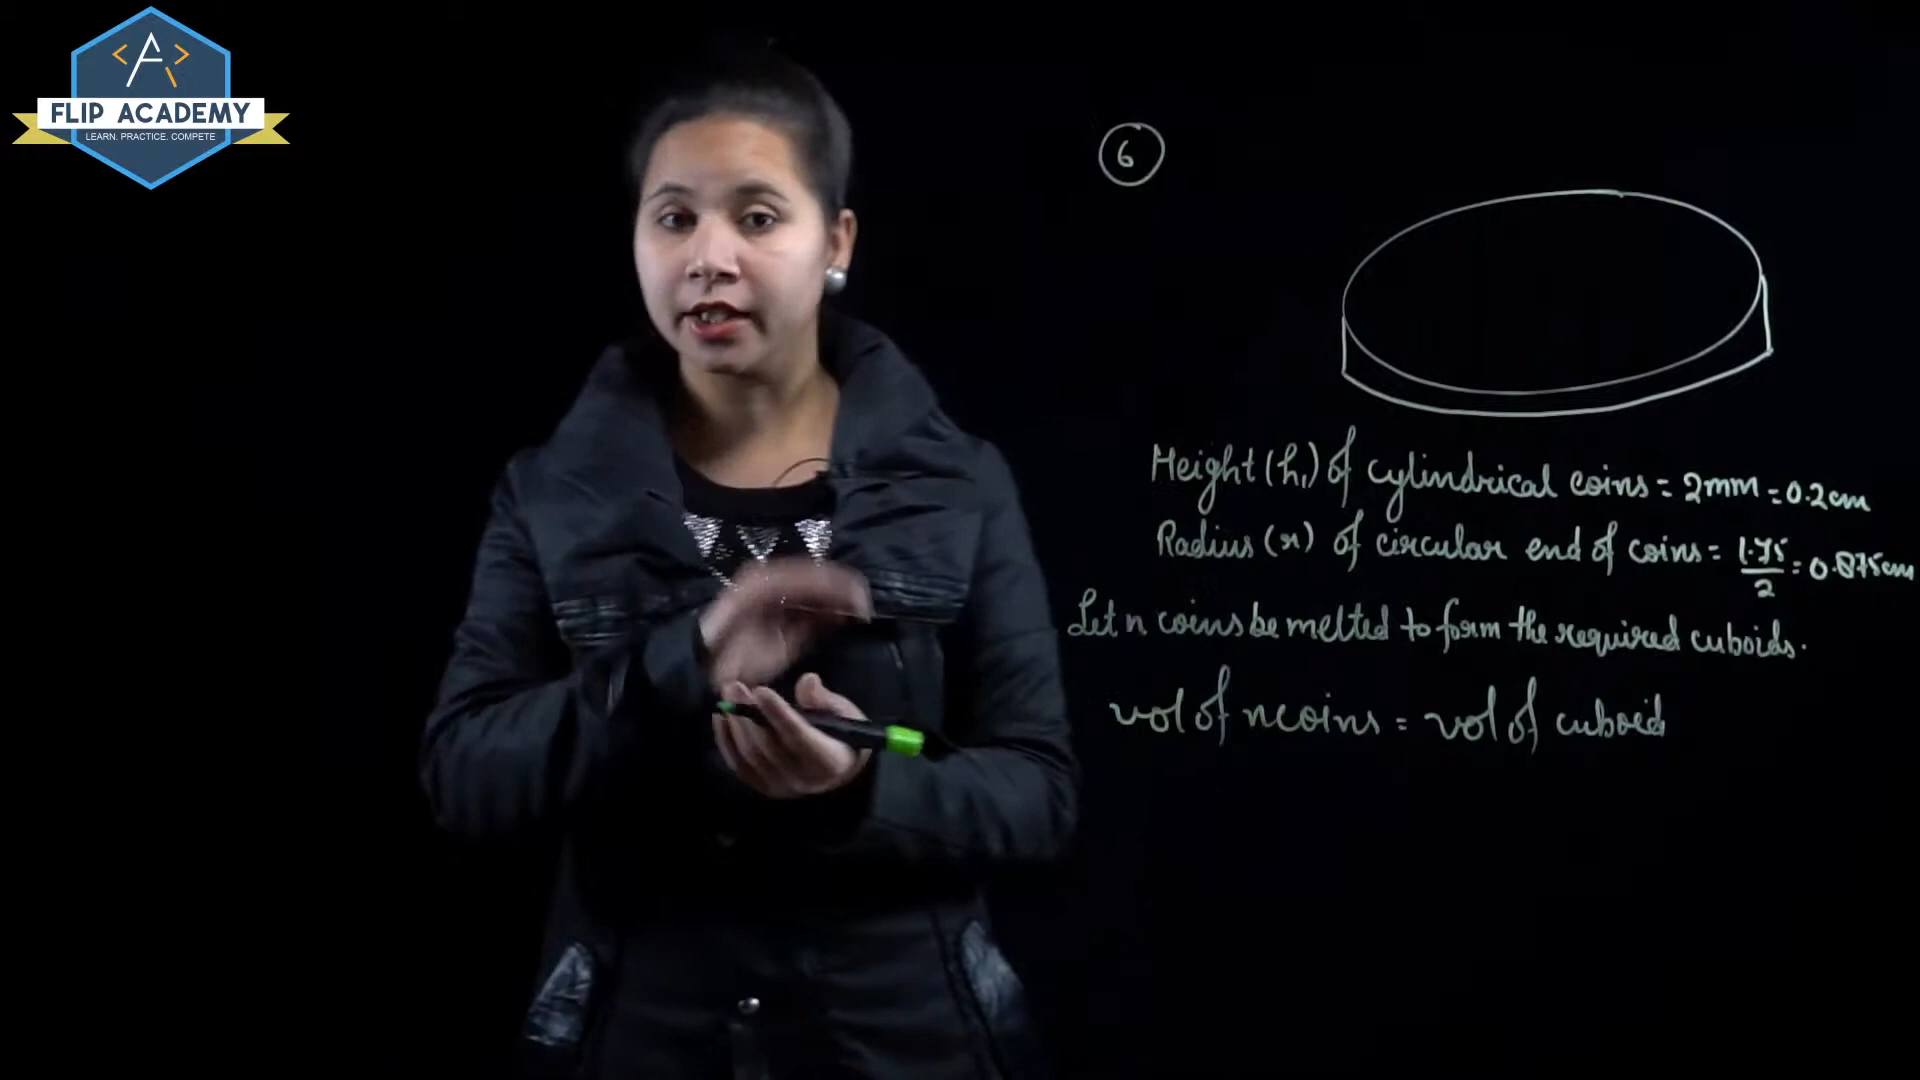 FLIP ACADEMY
LEARN. PRACTICE. COMPETE
6
Height (h₁) of cylindrical coins = 2mm = 0.2cm
Radius (r) of circular end of coins = 1.75/2 = 0.875cm
Let n coins be melted to form the required cuboids.
vol of n coins = vol of cuboid